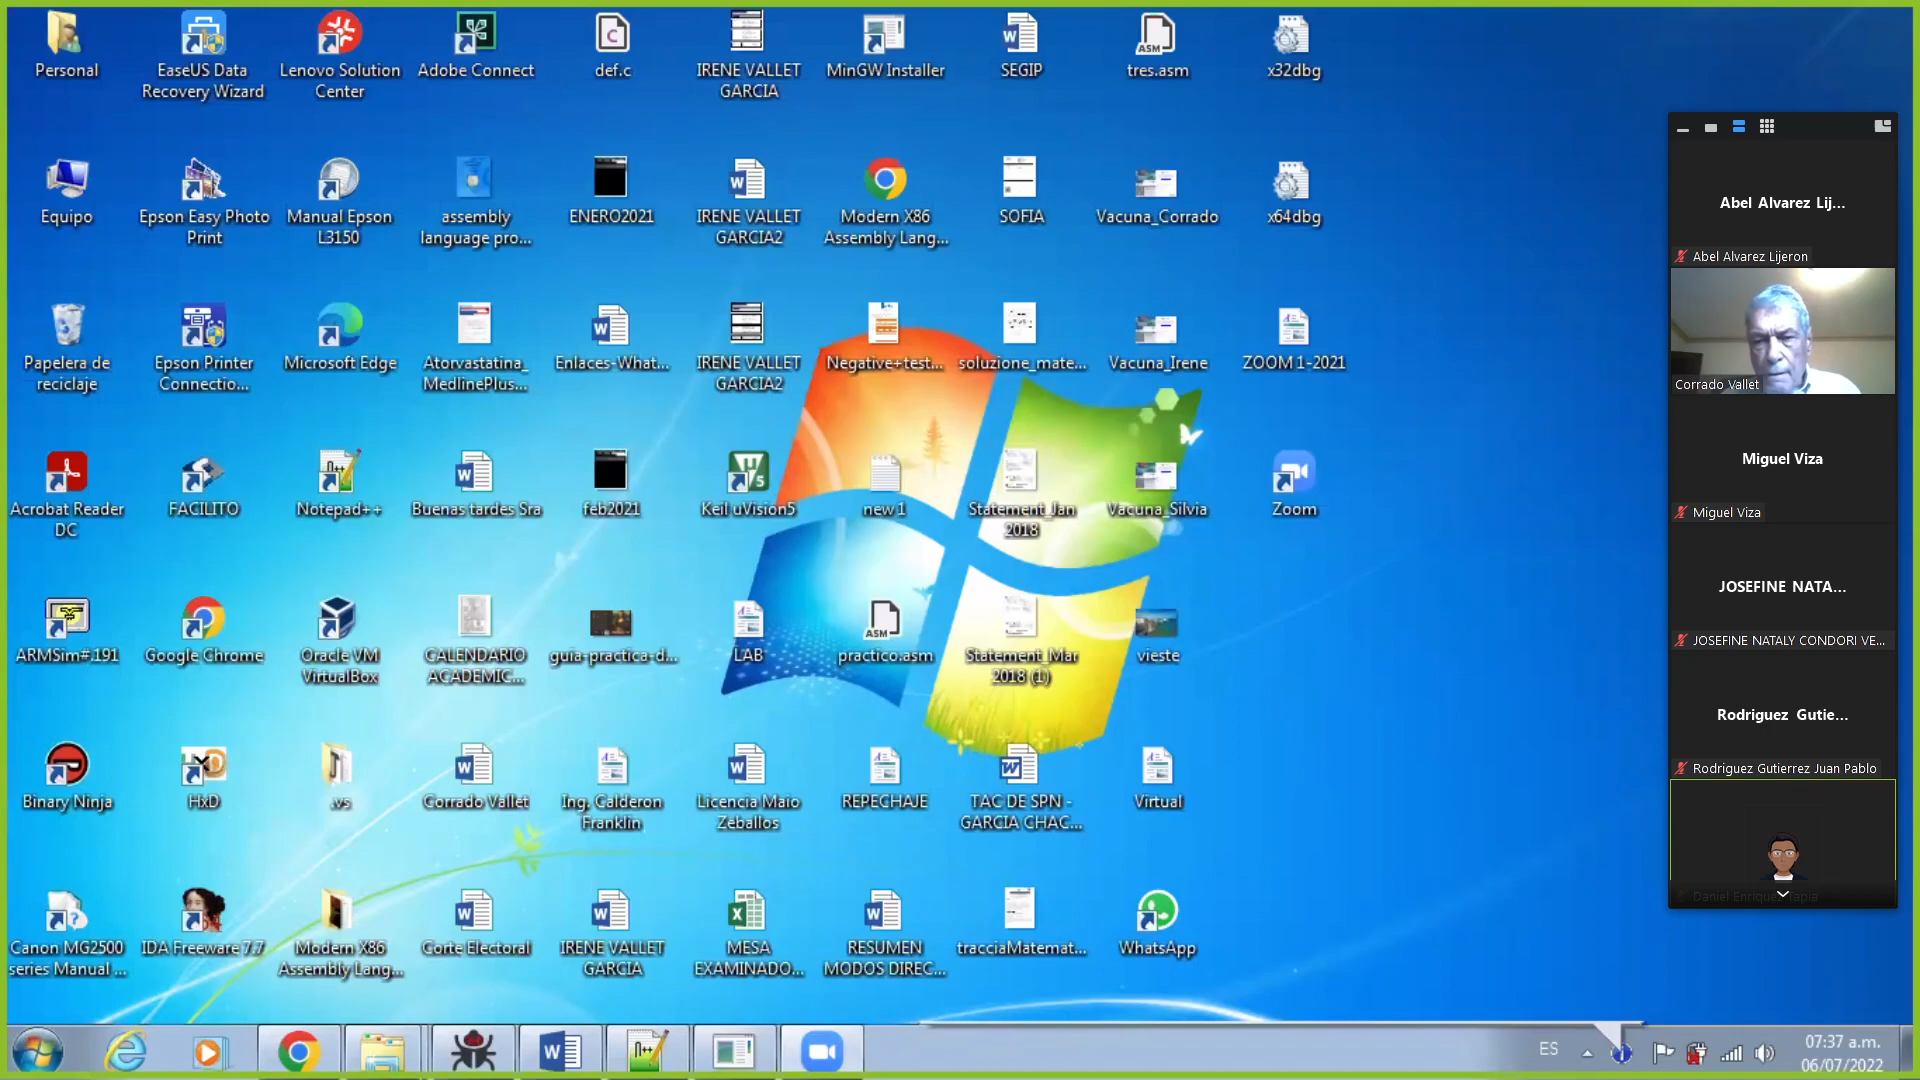 Personal
EaseUS Data
Recovery Wizard
Lenovo Solution
Center
Adobe Connect
def.c
IRENE VALLET
GARCIA
MinGW Installer
SEGIP
tres.asm
x32dbg
Equipo
Epson Easy Photo
Print
Manual Epson
L3150
assembly
language pro...
ENERO2021
IRENE VALLET
GARCIA2
Modern X86
Assembly Lang...
SOFIA
Vacuna_Corrado
x64dbg
Papelera de
reciclaje
Epson Printer
Connectio...
Microsoft Edge
Atorvastatina_
MedlinePlus...
Enlaces-What...
IRENE VALLET
GARCIA2
Negative+test...
soluzione_mate...
Vacuna_Irene
ZOOM 1-2021
Acrobat Reader
DC
FACILITO
Notepad++
Buenas tardes Sra
feb2021
Keil uVision5
new 1
Statement_Jan
2018
Vacuna_Silvia
Zoom
ARMSim#.191
Google Chrome
Oracle VM
VirtualBox
CALENDARIO
ACADEMIC...
guia-practica-d...
LAB
practico.asm
Statement_Mar
2018 (1)
vieste
Binary Ninja
HxD
.vs
Corrado Vallet
Ing. Calderon
Franklin
Licencia Maio
Zeballos
REPECHAJE
TAC DE SPN -
GARCIA CHAC...
Virtual
Canon MG2500
series Manual ...
IDA Freeware 7.7
Modern X86
Assembly Lang...
Corte Electoral
IRENE VALLET
GARCIA
MESA
EXAMINADO...
RESUMEN
MODOS DIREC...
tracciaMatemat...
WhatsApp
Abel Alvarez Lij...
Abel Alvarez Lijeron
Corrado Vallet
Miguel Viza
Miguel Viza
JOSEFINE NATA...
JOSEFINE NATALY CONDORI VE...
Rodriguez Gutie...
Rodriguez Gutierrez Juan Pablo
Daniel Enriquez Tapia
ES
07:37 a.m.
06/07/2022